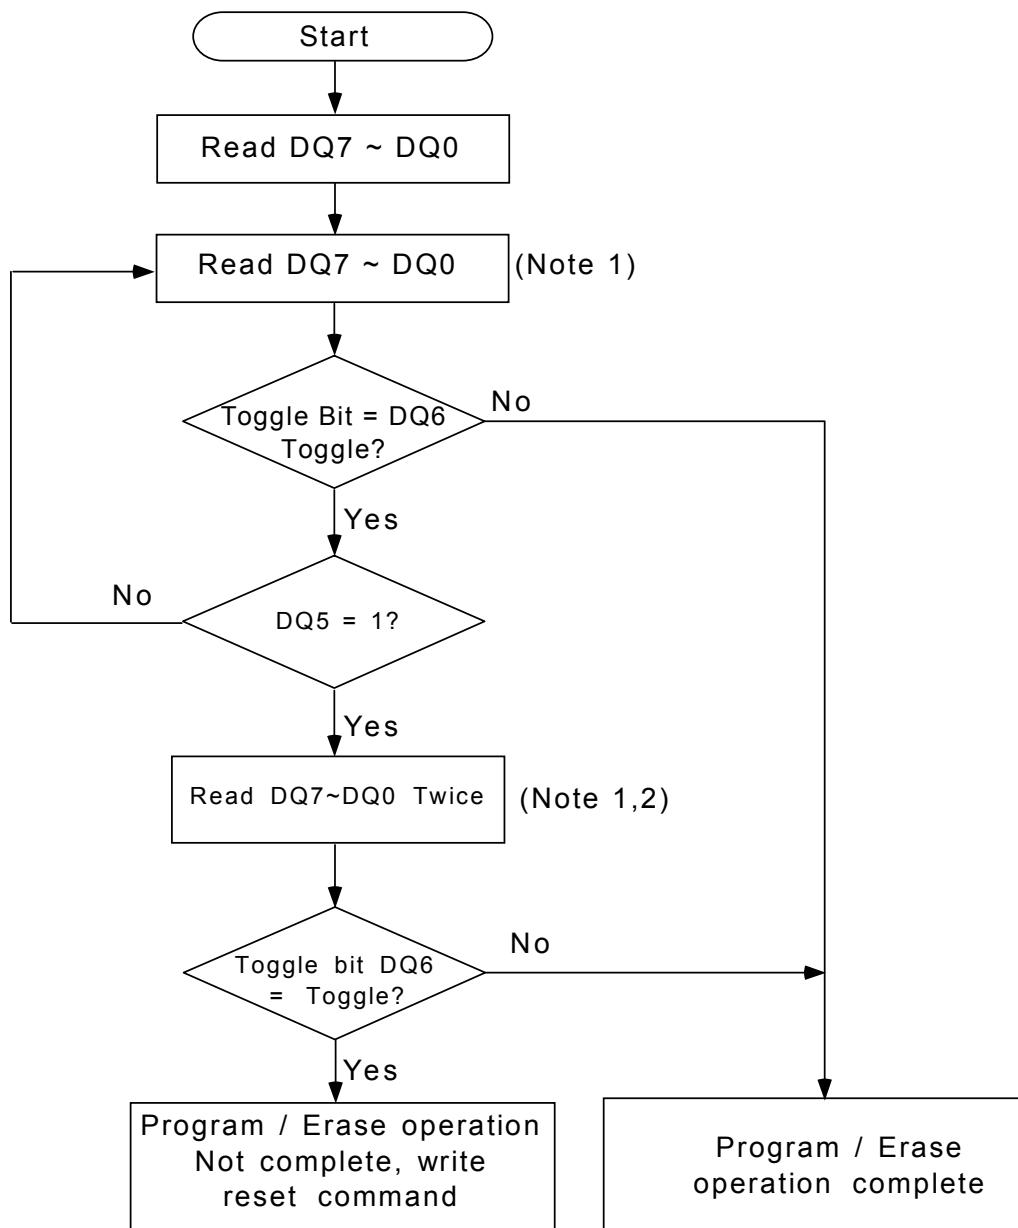 Start
Read DQ7 ~ DQ0
Read DQ7 ~ DQ0 (Note 1)
Toggle Bit = DQ6
Toggle?
No
Yes
DQ5 = 1?
No
Yes
Read DQ7~DQ0 Twice (Note 1,2)
Toggle bit DQ6
= Toggle?
No
Yes
Program / Erase operation
Not complete, write
reset command
Program / Erase
operation complete